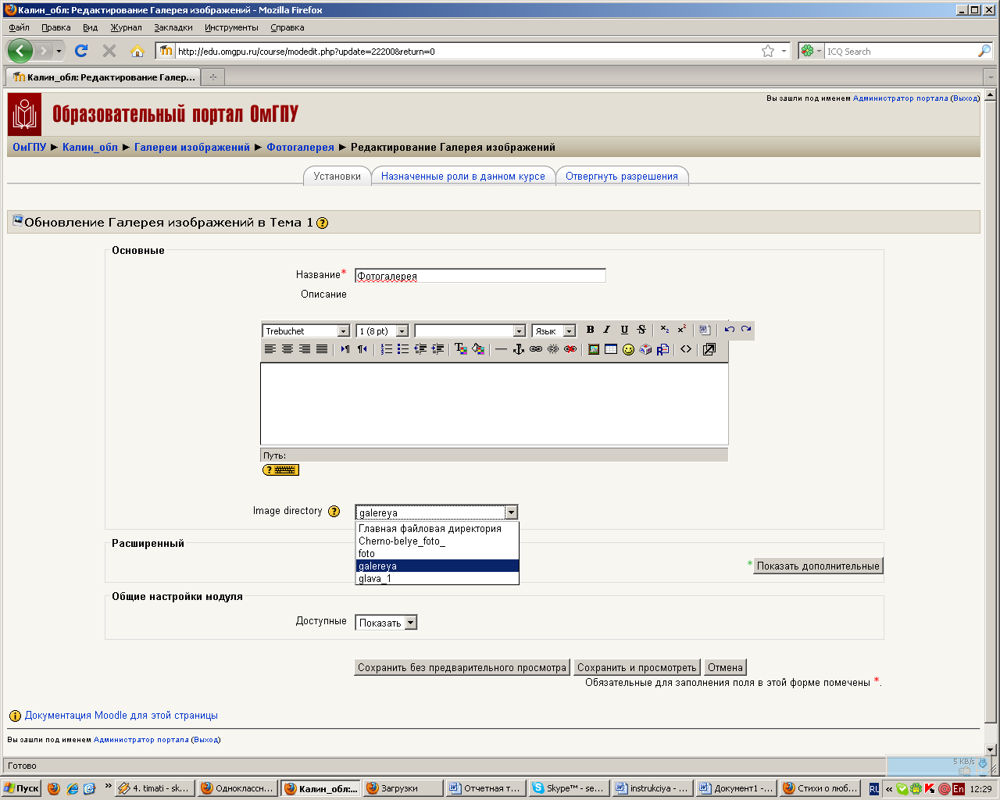 Калин_обл: Редактирование Галерея изображений - Mozilla Firefox
Файл Правка Вид Журнал Закладки Инструменты Справка
http://edu.omgpu.ru/course/modedit.php?update=22200&return=0
ICQ Search
Калин_обл: Редактирование Галер...
Вы зашли под именем Администратор портала (Выход)
Образовательный портал ОмГПУ
ОмГПУ ► Калин_обл ► Галереи изображений ► Фотогалерея ► Редактирование Галерея изображений
Установки Назначенные роли в данном курсе Отвергнуть разрешения
Обновление Галерея изображений в Тема 1
Основные
Название*
Фотогалерея
Описание
Trebuchet 1 (8 pt) Язык B I U S x₂ x²
Путь:
Image directory
galereya
Главная файловая директория
Cherno-belye_foto_
foto
galereya
glava_1
Расширенный
* Показать дополнительные
Общие настройки модуля
Доступные Показать
Сохранить без предварительного просмотра Сохранить и просмотреть Отмена
Обязательные для заполнения поля в этой форме помечены *.
Документация Moodle для этой страницы
Вы зашли под именем Администратор портала (Выход)
Готово
5 KB/s
Пуск » 4. timati - sk... Одноклассн... Калин_обл:... Загрузки Отчетная т... Skype™ - se... instrukciya - ... Документ1 -... Стихи о люб... RU « En 12:29